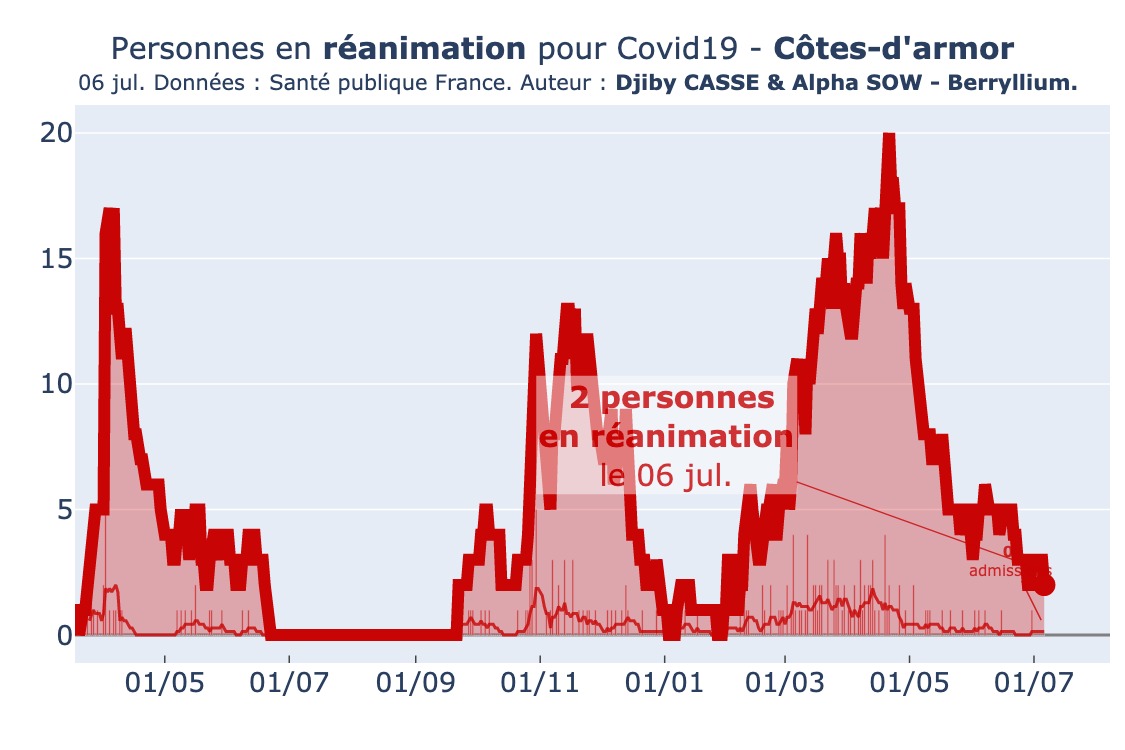 Personnes en réanimation pour Covid19 - Côtes-d'armor
06 jul. Données : Santé publique France. Auteur : Djiby CASSE & Alpha SOW - Berryllium.
20
15
10
5
0
2 personnes
en réanimation
le 06 jul.
0
01/05
01/07
01/09
01/11
01/01
01/03
01/05
01/07